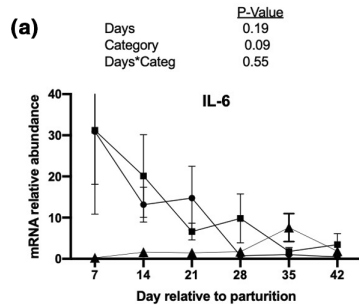 P-Value
(a)
Days 0.19
Category 0.09
Days*Categ 0.55
IL-6
mRNA relative abundance
40
30
20
10
0
7 14 21 28 35 42
Day relative to parturition